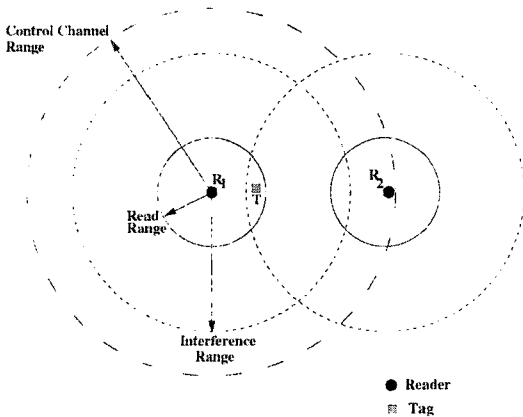 Control Channel
Range
R1
R2
T
Read
Range
Interference
Range
Reader
Tag